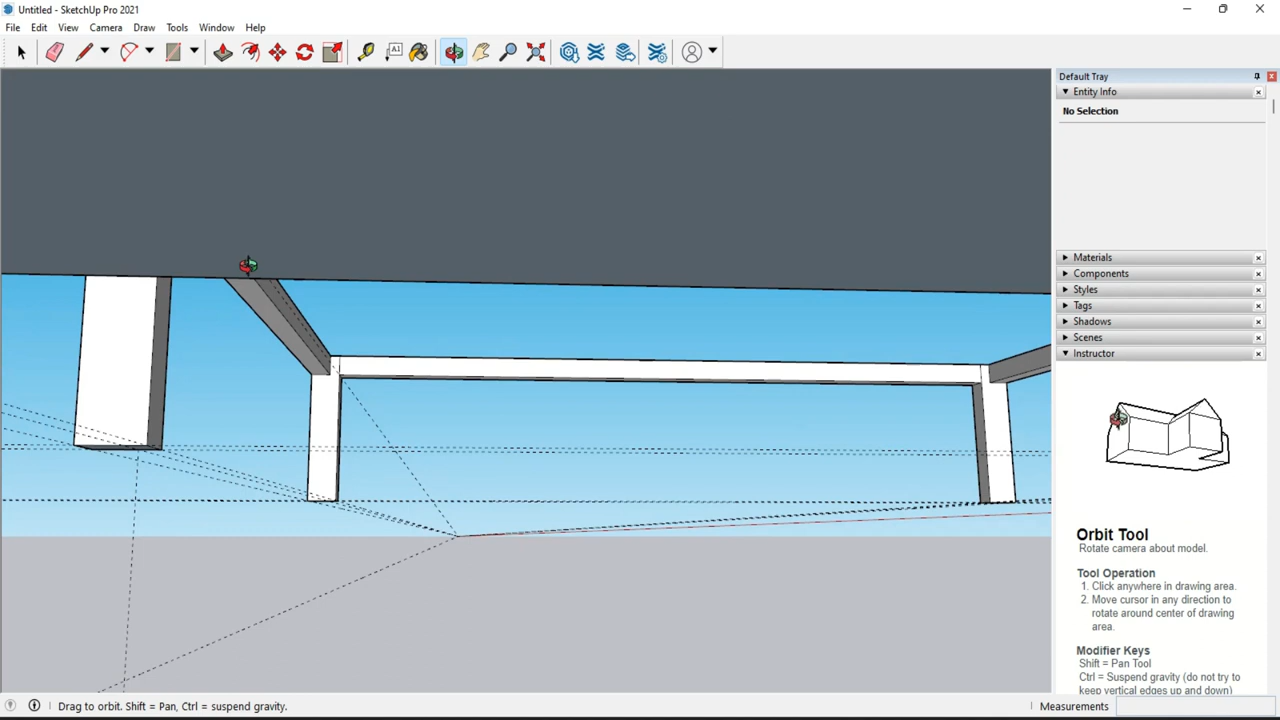 Untitled - SketchUp Pro 2021
File Edit View Camera Draw Tools Window Help
A1
Default Tray
Entity Info
No Selection
Materials
Components
Styles
Tags
Shadows
Scenes
Instructor
Orbit Tool
Rotate camera about model.
Tool Operation
1. Click anywhere in drawing area.
2. Move cursor in any direction to
rotate around center of drawing
area.
Modifier Keys
Shift = Pan Tool
Ctrl = Suspend gravity (do not try to
keep vertical edges up and down)
Drag to orbit. Shift = Pan, Ctrl = suspend gravity.
Measurements